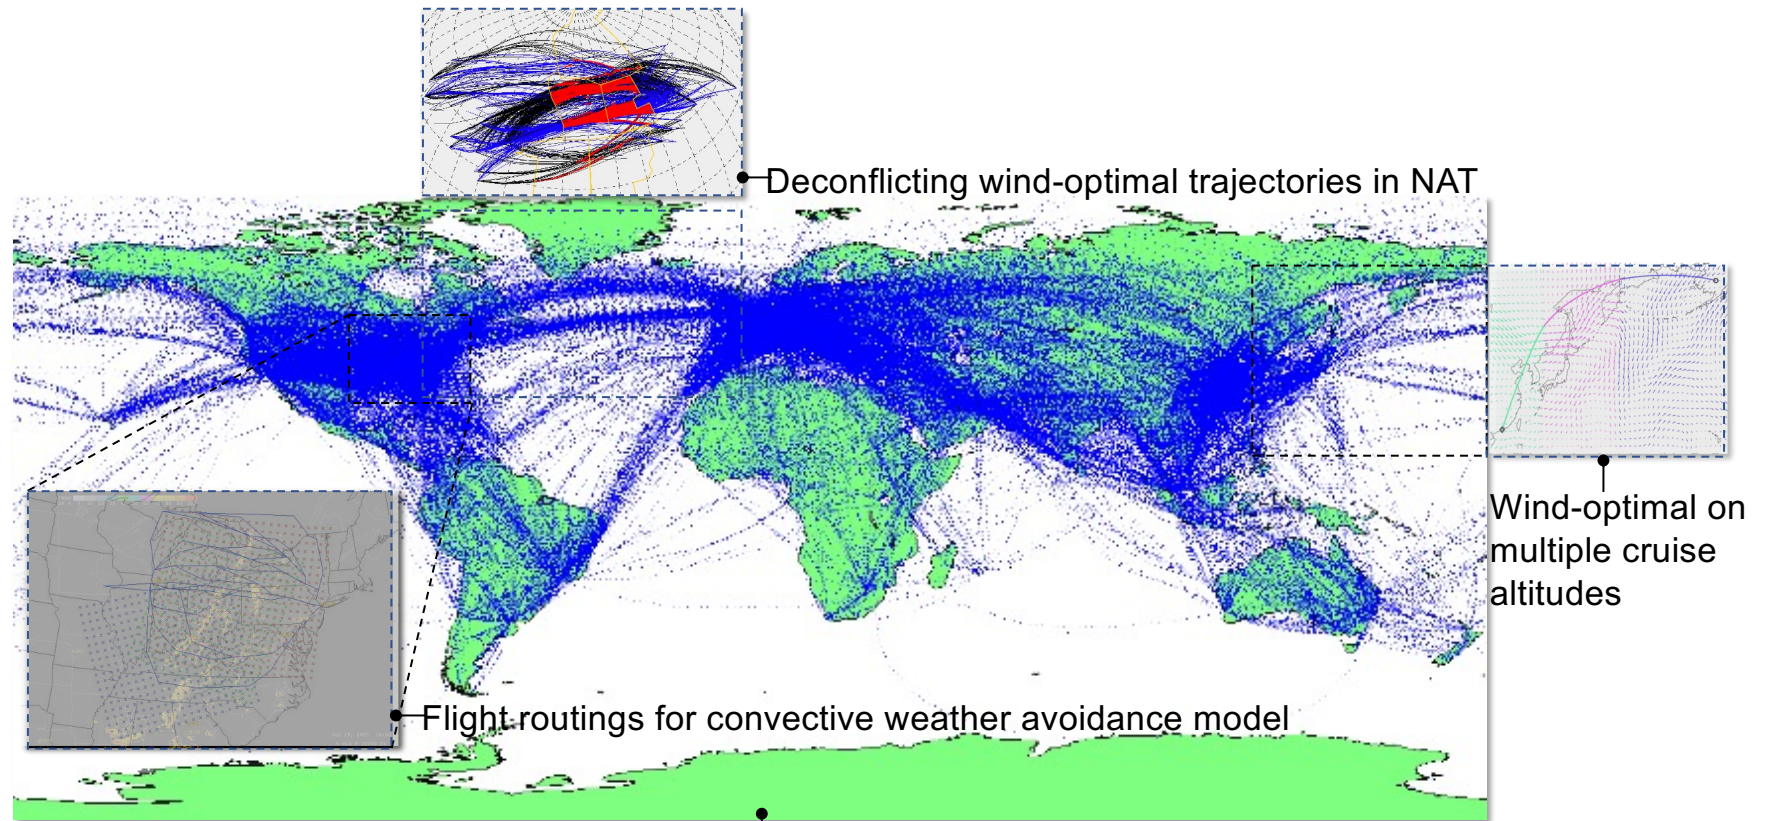 Deconflicting wind-optimal trajectories in NAT
Wind-optimal on
multiple cruise
altitudes
Flight routings for convective weather avoidance model